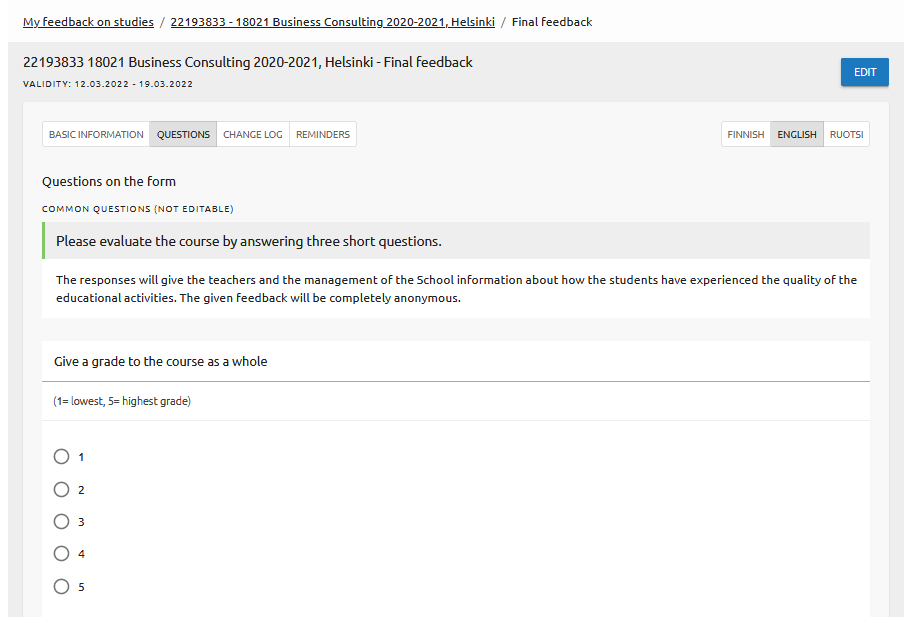 My feedback on studies / 22193833 - 18021 Business Consulting 2020-2021, Helsinki / Final feedback
22193833 18021 Business Consulting 2020-2021, Helsinki - Final feedback
VALIDITY: 12.03.2022 - 19.03.2022
EDIT
BASIC INFORMATION QUESTIONS CHANGE LOG REMINDERS
FINNISH ENGLISH RUOTSI
Questions on the form
COMMON QUESTIONS (NOT EDITABLE)
Please evaluate the course by answering three short questions.
The responses will give the teachers and the management of the School information about how the students have experienced the quality of the
educational activities. The given feedback will be completely anonymous.
Give a grade to the course as a whole
(1= lowest, 5= highest grade)
1
2
3
4
5